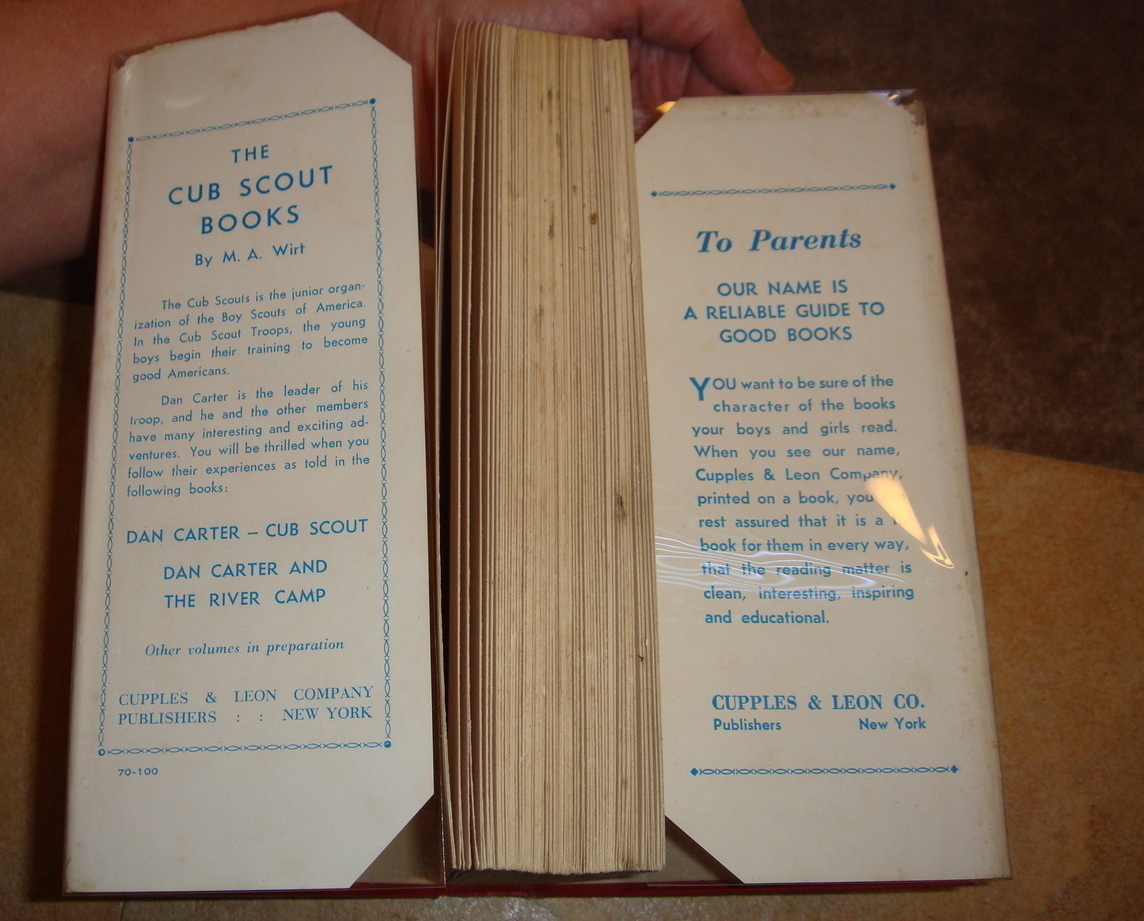 THE
CUB SCOUT
BOOKS
By M. A. Wirt
The Cub Scouts is the junior organ-
ization of the Boy Scouts of America.
In the Cub Scout Troops, the young
boys begin their training to become
good Americans.
Dan Carter is the leader of his
troop, and he and the other members
have many interesting and exciting ad-
ventures. You will be thrilled when you
follow their experiences as told in the
following books:
DAN CARTER – CUB SCOUT
DAN CARTER AND
THE RIVER CAMP
Other volumes in preparation
CUPPLES & LEON COMPANY
PUBLISHERS : : NEW YORK
70-100
To Parents
OUR NAME IS
A RELIABLE GUIDE TO
GOOD BOOKS
YOU want to be sure of the
character of the books
your boys and girls read.
When you see our name,
Cupples & Leon Company,
printed on a book, you
rest assured that it is a
book for them in every way,
that the reading matter is
clean, interesting, inspiring
and educational.
CUPPLES & LEON CO.
Publishers New York